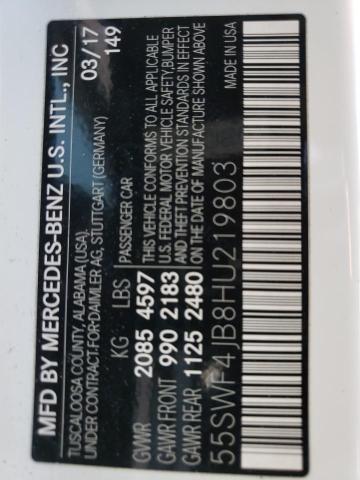 MFD BY MERCEDES-BENZ U.S. INTL., INC
TUSCALOOSA COUNTY, ALABAMA (USA),
UNDER CONTRACT.FOR:DAIMLER AG, STUTTGART (GERMANY)
03/17
149
KG LBS
GVWR 2085 4597
GAWR FRONT 990 2183
GAWR REAR 1125 2480
PASSENGER CAR
THIS VEHICLE CONFORMS TO ALL APPLICABLE
U.S. FEDERAL MOTOR VEHICLE SAFETY,BUMPER
AND THEFT PREVENTION STANDARDS IN EFFECT
ON THE DATE OF MANUFACTURE SHOWN ABOVE
55SWF4JB8HU219803
MADE IN USA